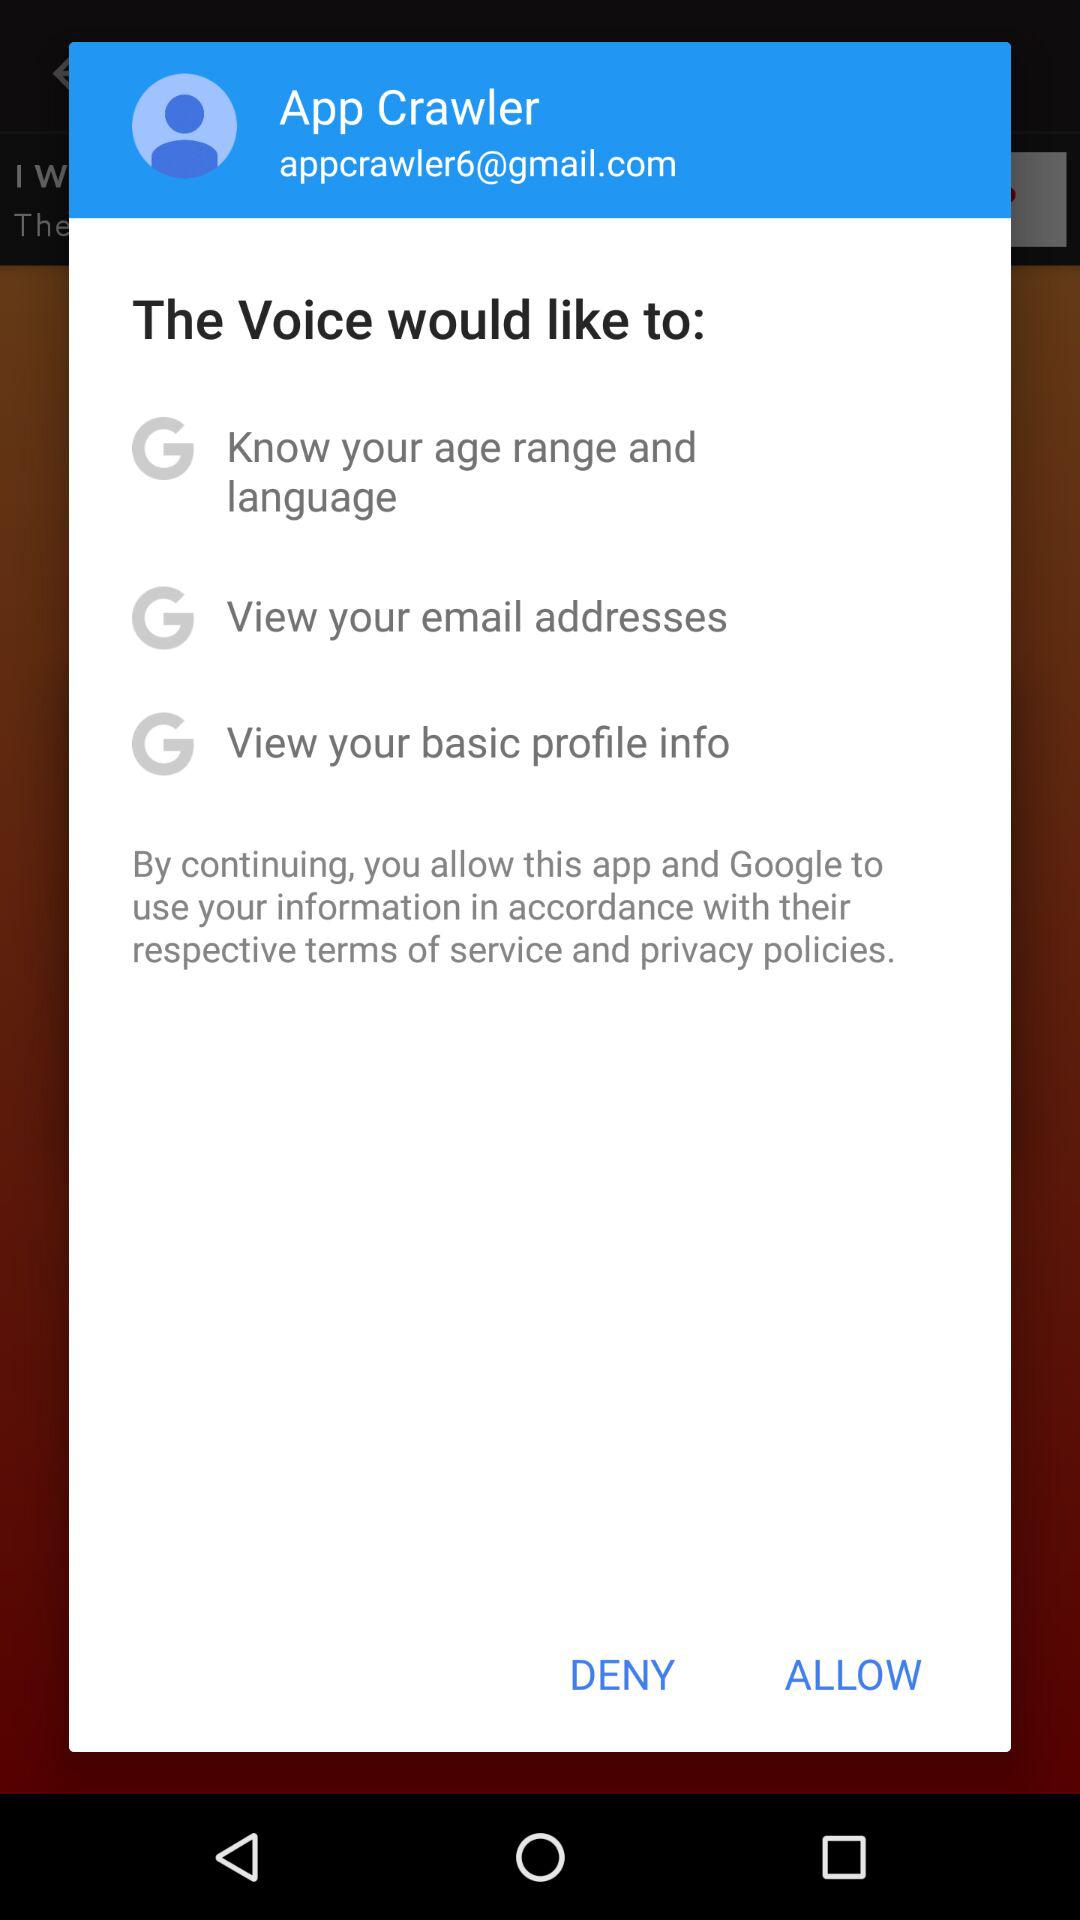 App Crawler
appcrawler6@gmail.com
I W
The
The Voice would like to:
Know your age range and
language
View your email addresses
View your basic profile info
By continuing, you allow this app and Google to
use your information in accordance with their
respective terms of service and privacy policies.
DENY ALLOW